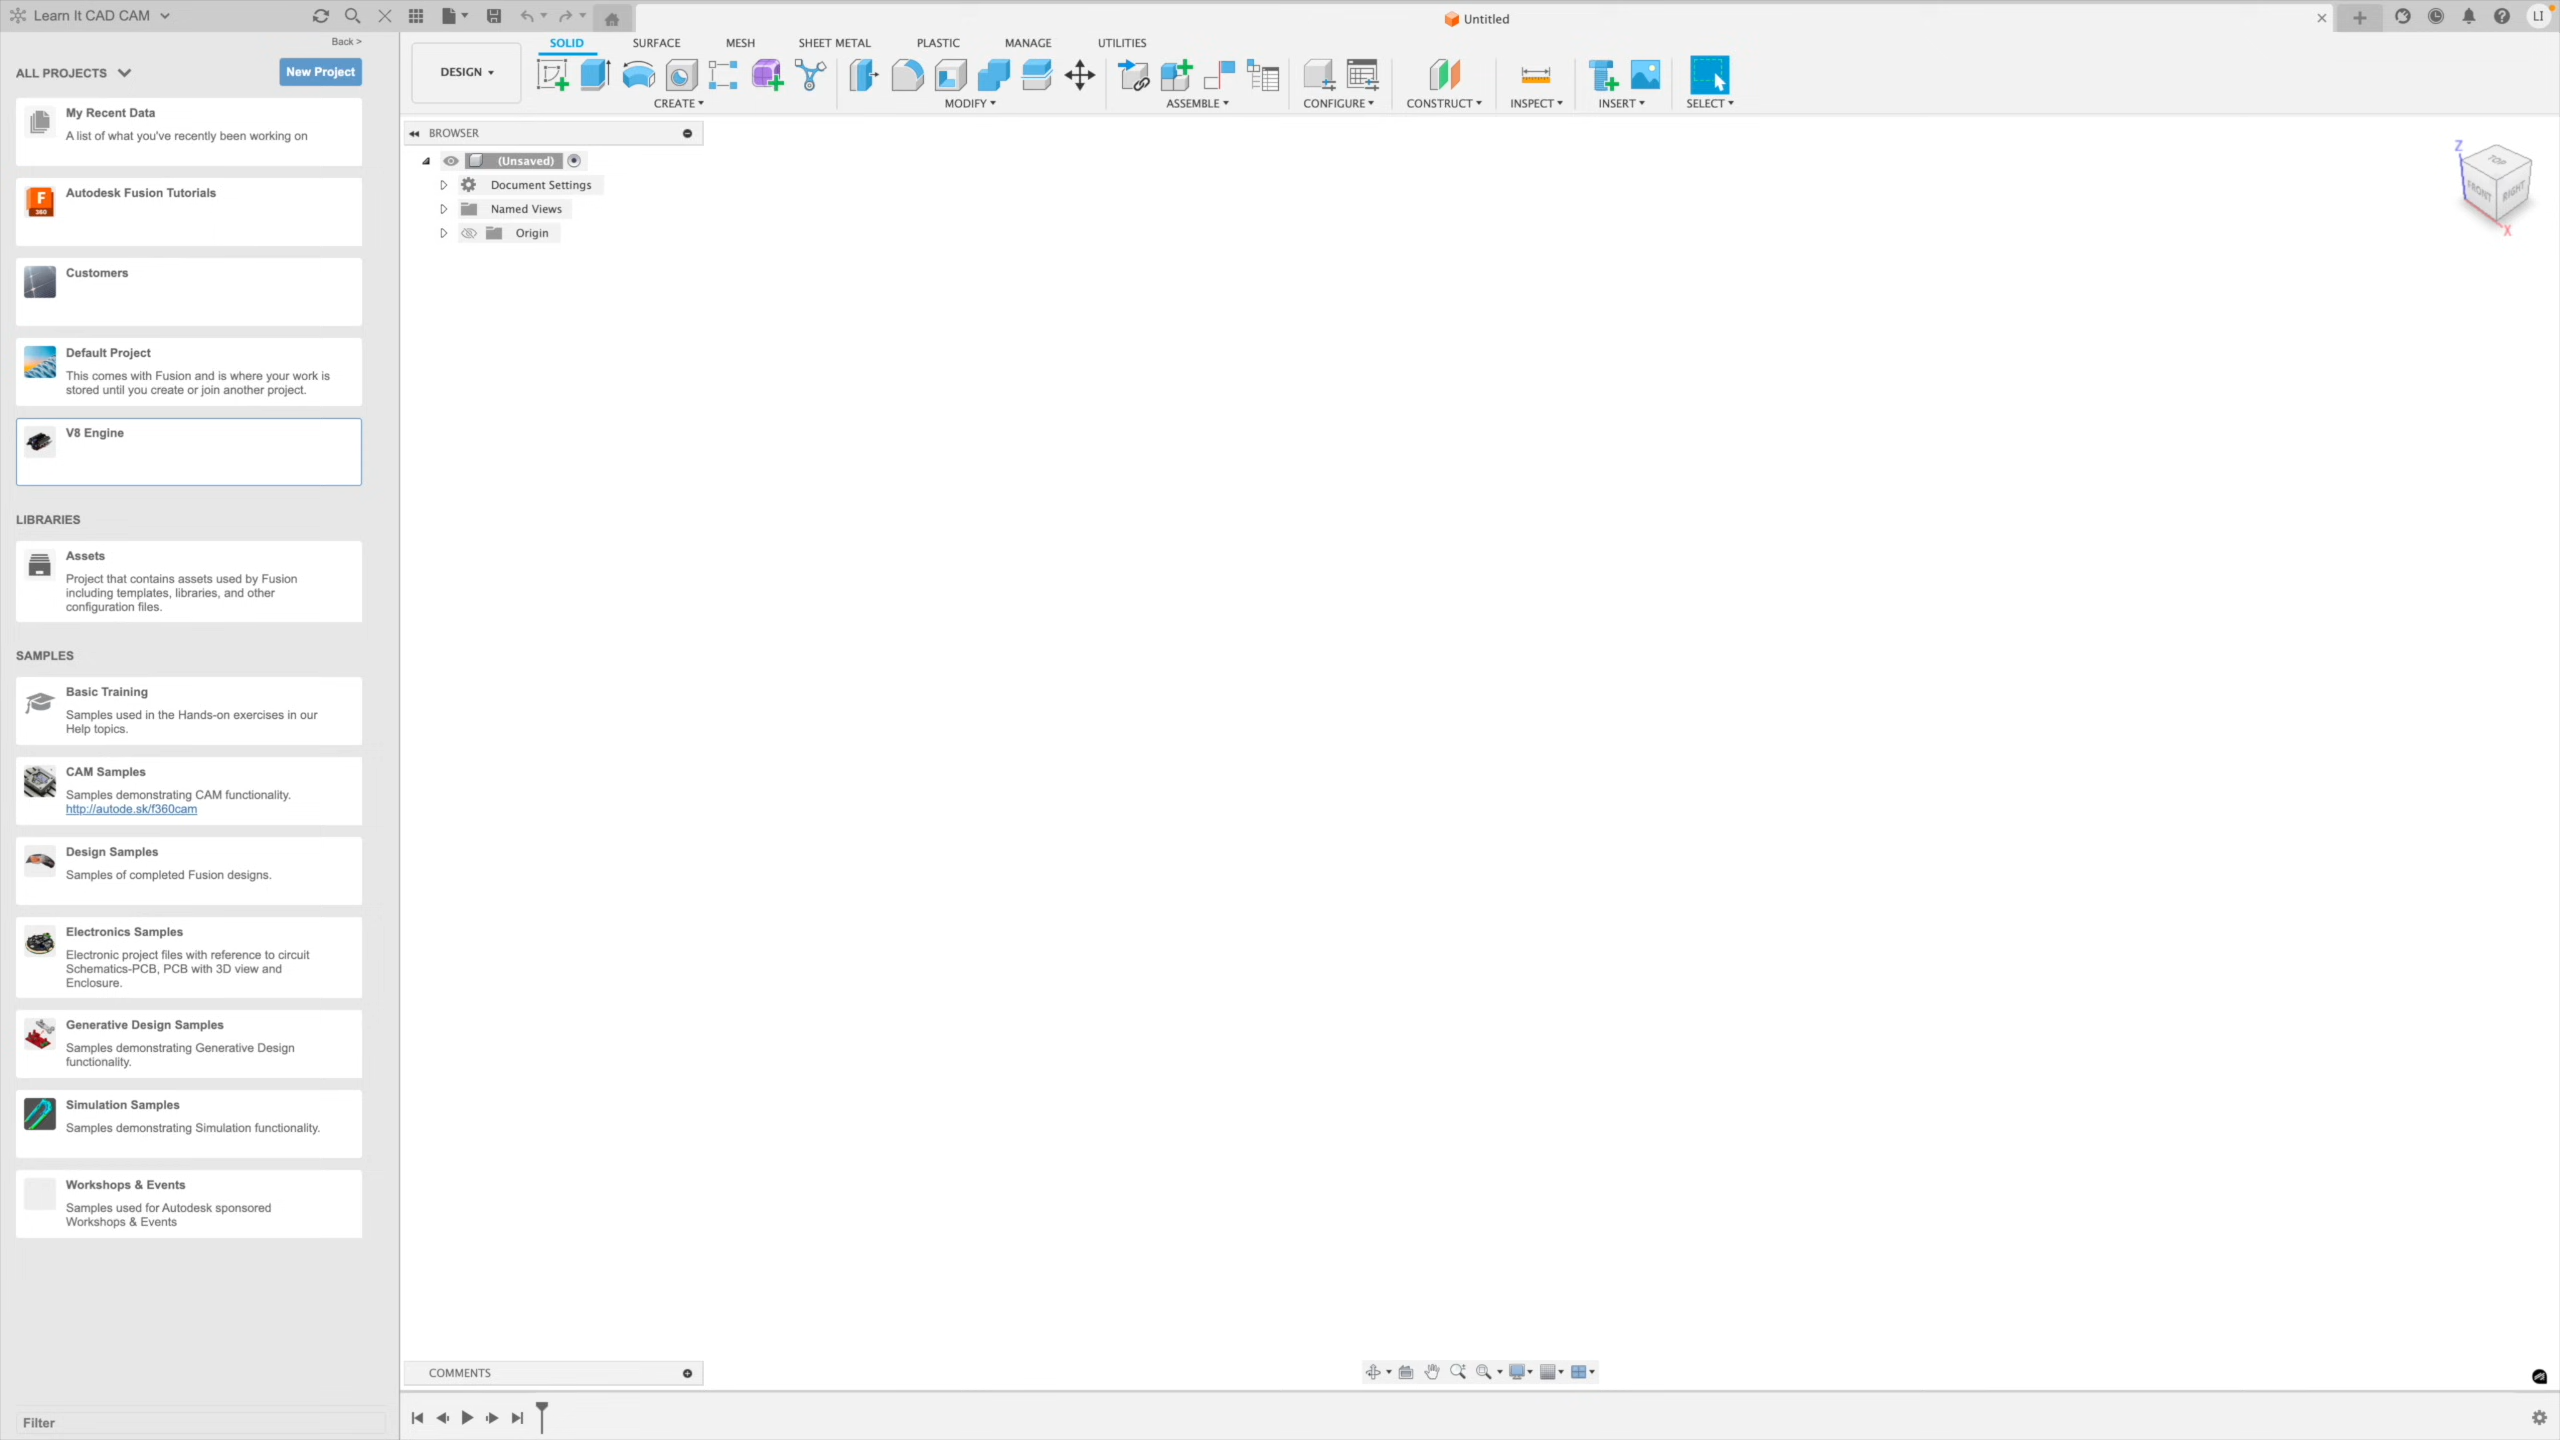 Learn It CAD CAM
Untitled
LI
Back >
ALL PROJECTS
New Project
My Recent Data
A list of what you've recently been working on
F
360
Autodesk Fusion Tutorials
Customers
Default Project
This comes with Fusion and is where your work is
stored until you create or join another project.
V8 Engine
LIBRARIES
Assets
Project that contains assets used by Fusion
including templates, libraries, and other
configuration files.
SAMPLES
Basic Training
Samples used in the Hands-on exercises in our
Help topics.
CAM Samples
Samples demonstrating CAM functionality.
http://autode.sk/f360cam
Design Samples
Samples of completed Fusion designs.
Electronics Samples
Electronic project files with reference to circuit
Schematics-PCB, PCB with 3D view and
Enclosure.
Generative Design Samples
Samples demonstrating Generative Design
functionality.
Simulation Samples
Samples demonstrating Simulation functionality.
Workshops & Events
Samples used for Autodesk sponsored
Workshops & Events
Filter
SOLID SURFACE MESH SHEET METAL PLASTIC MANAGE UTILITIES
DESIGN
CREATE MODIFY ASSEMBLE CONFIGURE CONSTRUCT INSPECT INSERT SELECT
BROWSER
(Unsaved)
Document Settings
Named Views
Origin
Z
TOP
FRONT
RIGHT
X
COMMENTS